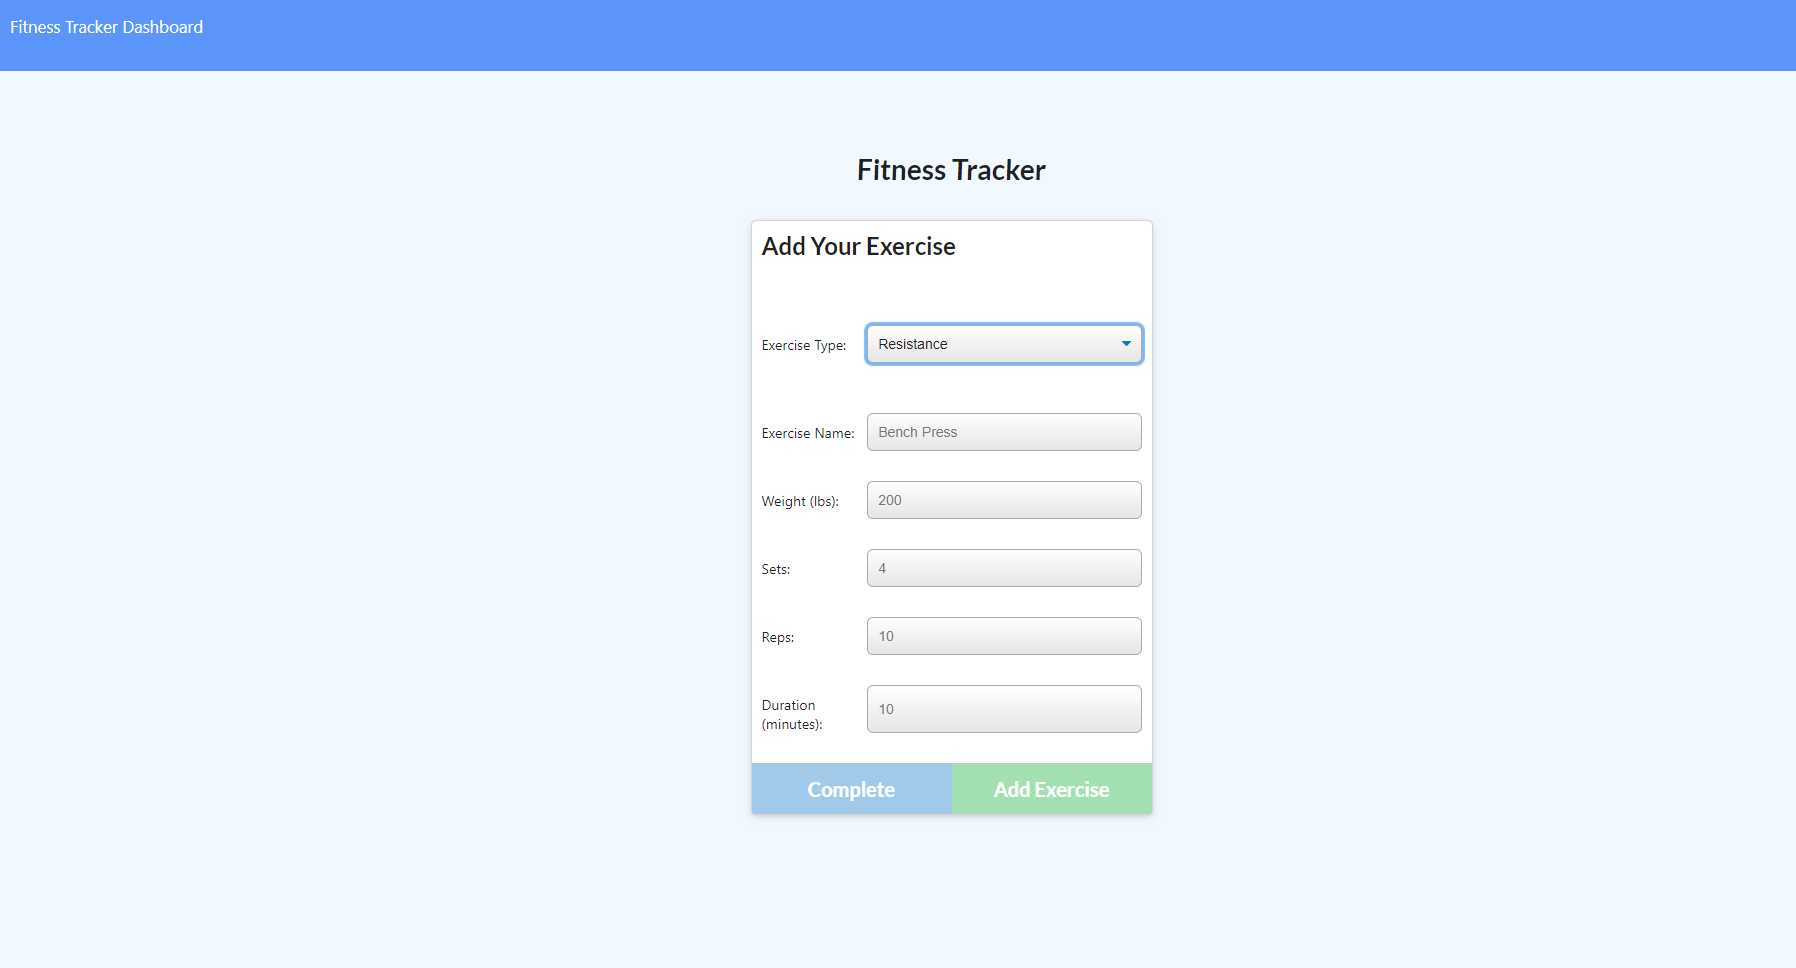 Fitness Tracker Dashboard
Fitness Tracker
Add Your Exercise
Exercise Type: Resistance
Exercise Name: Bench Press
Weight (lbs): 200
Sets: 4
Reps: 10
Duration
(minutes): 10
Complete Add Exercise